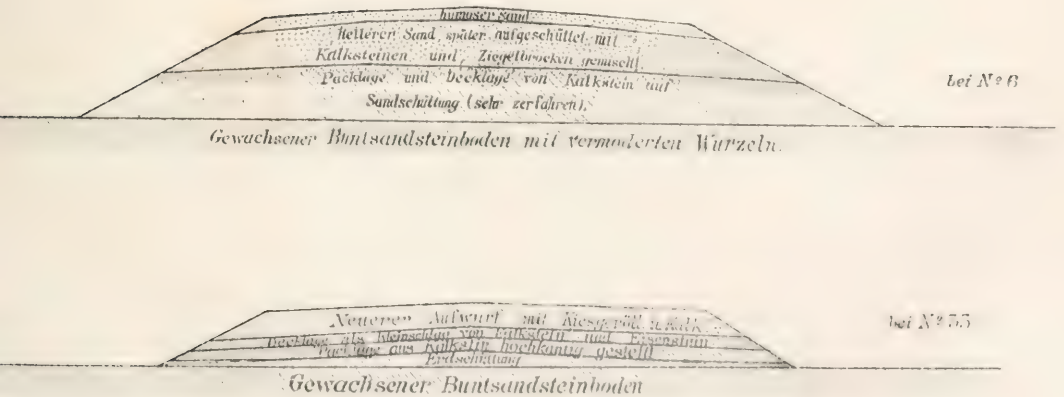 humoser Sand
Hellerer Sand, später aufgeschüttet mit
Kalksteinen und Ziegelbrocken gemischt.
Packlage und Decklage von Kalkstein auf
Sandschüttung (sehr zerfahren).
bei Nº 6
Gewachsener Buntsandsteinboden mit vermoderten Wurzeln.
Neuerer Aufwurf mit Kiesgeröll u. Kalk
bei Nº 33
Decklage als Kleinschlag von Kalkstein und Eisenstein
Packlage aus Kalkstein hochkantig gestellt
Erdschüttung
Gewachsener Buntsandsteinboden